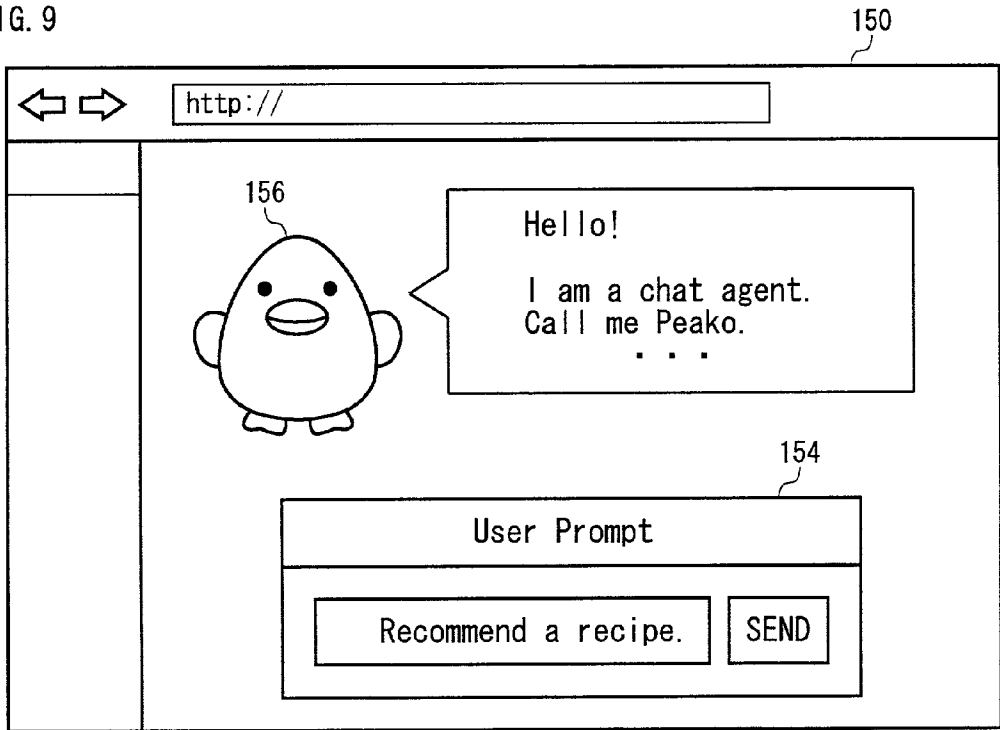 IG. 9
150
http://
156
Hello!
I am a chat agent.
Call me Peako.
. . .
154
User Prompt
Recommend a recipe.
SEND